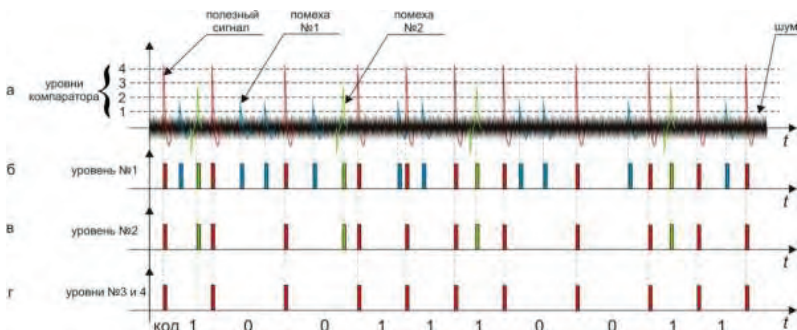 полезный сигнал
помеха №1
помеха №2
шум
а
уровни компаратора
4
3
2
1
t
б
уровень №1
t
в
уровень №2
t
г
уровни №3 и 4
t
код 1 0 0 1 1 1 0 0 1 1